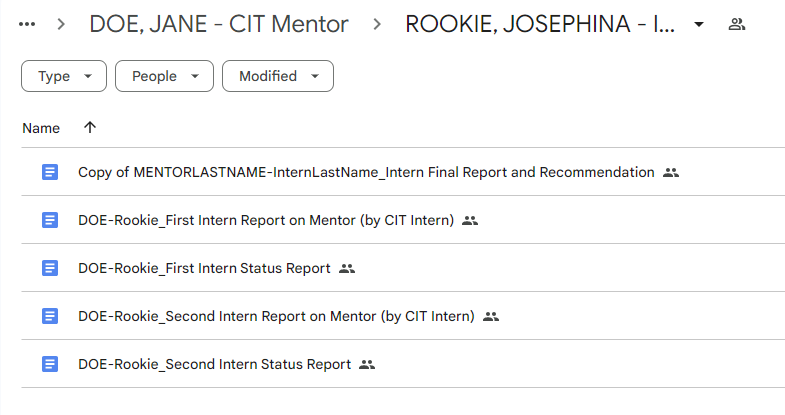 ... > DOE, JANE - CIT Mentor > ROOKIE, JOSEPHINA - I...
Type People Modified
Name
Copy of MENTORLASTNAME-InternLastName_Intern Final Report and Recommendation
DOE-Rookie_First Intern Report on Mentor (by CIT Intern)
DOE-Rookie_First Intern Status Report
DOE-Rookie_Second Intern Report on Mentor (by CIT Intern)
DOE-Rookie_Second Intern Status Report